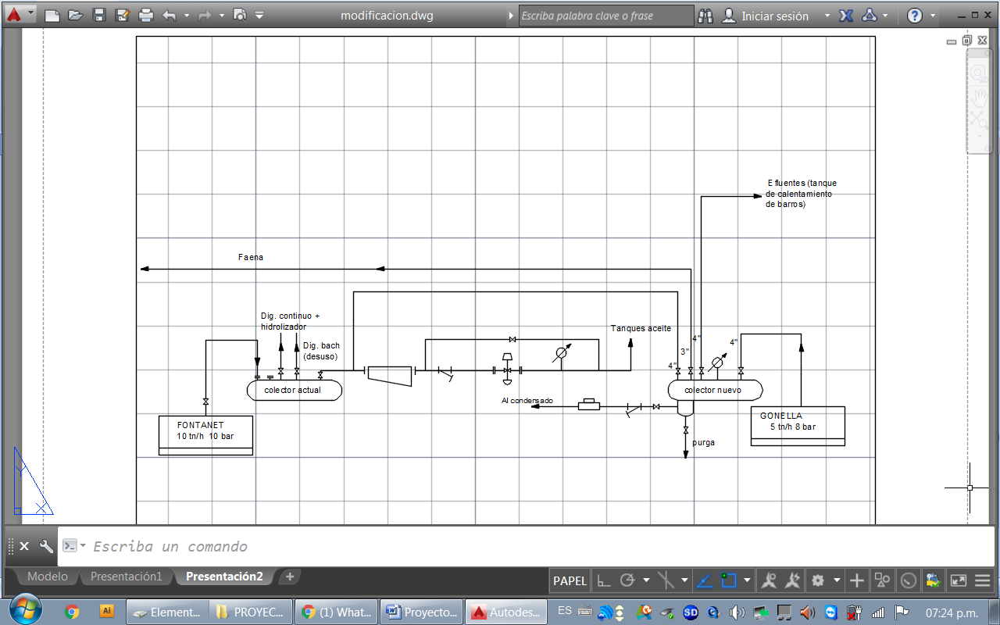 modificacion.dwg
Escriba palabra clave o frase
Iniciar sesión
Efluentes (tanque
de calentamiento
de barros)
Faena
Dig. continuo +
hidrolizador
Dig. bach
(desuso)
Tanques aceite
4"
3"
4"
4"
colector actual
colector nuevo
Al condensado
FONTANET
10 tn/h 10 bar
GONELLA
5 tn/h 8 bar
purga
Y
X
Escriba un comando
Modelo
Presentación1
Presentación2
PAPEL
Ai
Element...
PROYEC...
(1) What...
Proyecto...
Autodes...
ES
SD
07:24 p.m.